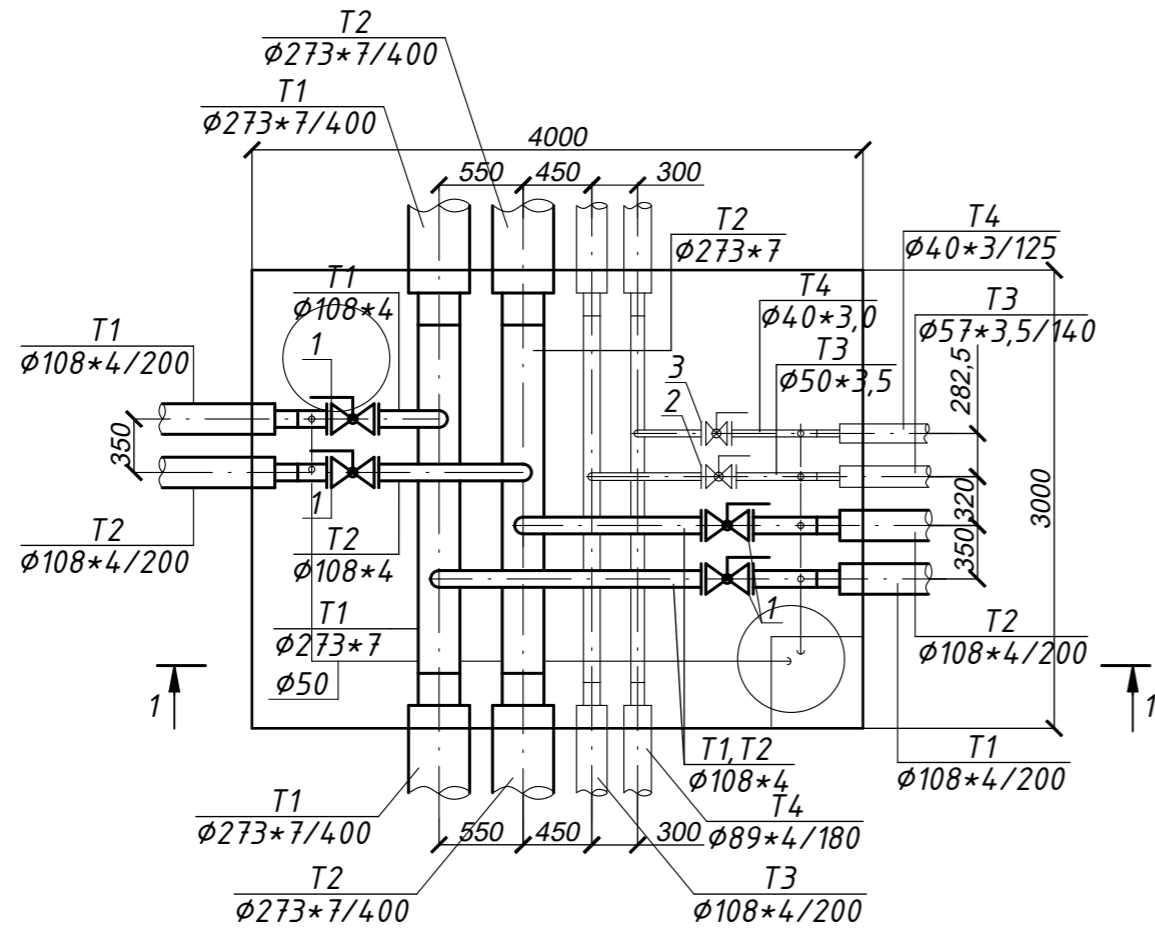 T2
Ø273*7/400
T1
Ø273*7/400
4000
550
450
300
T2
Ø273*7
T4
Ø40*3/125
T1
Ø108*4
T4
Ø40*3,0
T3
Ø57*3,5/140
T1
Ø108*4/200
1
3
2
T3
Ø50*3,5
282,5
350
320
350
3000
T2
Ø108*4/200
1
T2
Ø108*4
1
T1
Ø273*7
Ø50
T2
Ø108*4/200
1
1
T1,T2
Ø108*4
T1
Ø108*4/200
T1
Ø273*7/400
550
450
300
T4
Ø89*4/180
T2
Ø273*7/400
T3
Ø108*4/200